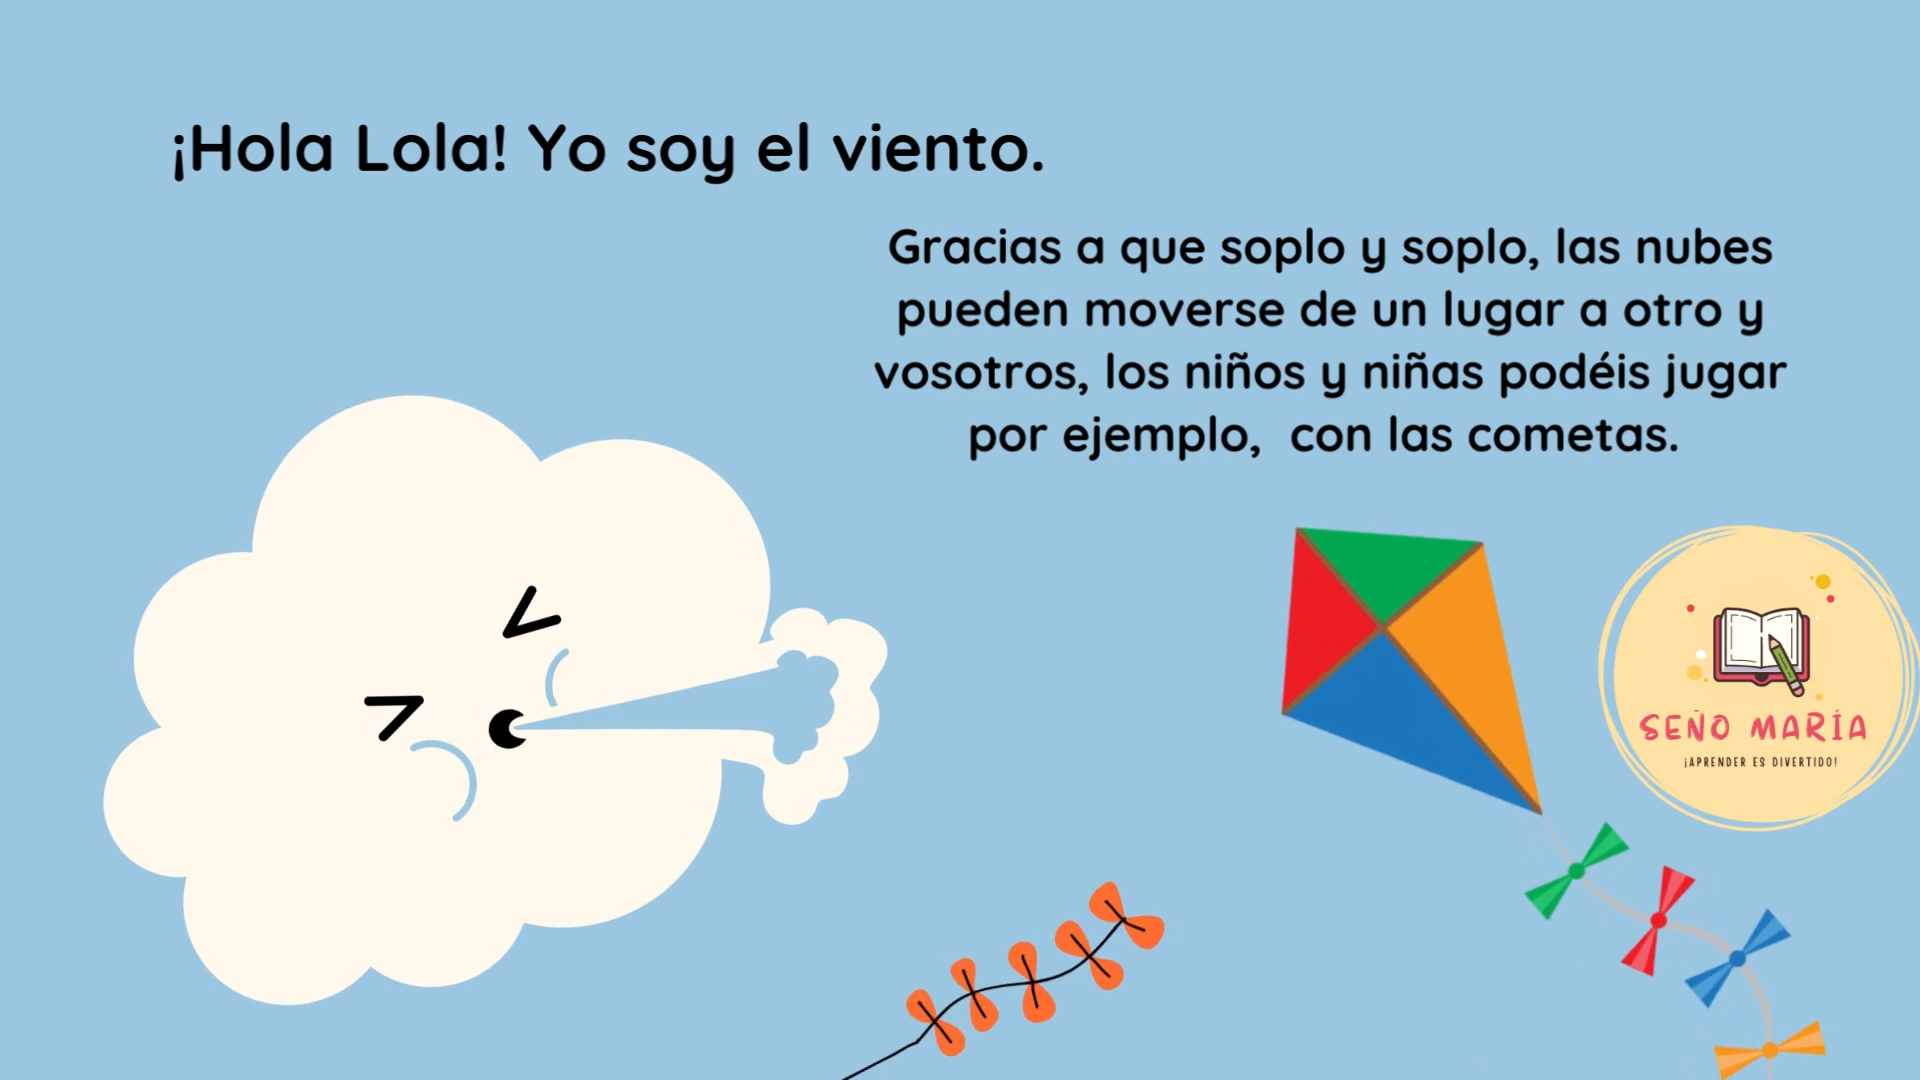 ¡Hola Lola! Yo soy el viento.
Gracias a que soplo y soplo, las nubes
pueden moverse de un lugar a otro y
vosotros, los niños y niñas podéis jugar
por ejemplo,  con las cometas.
SEÑO MARÍA
¡APRENDER ES DIVERTIDO!